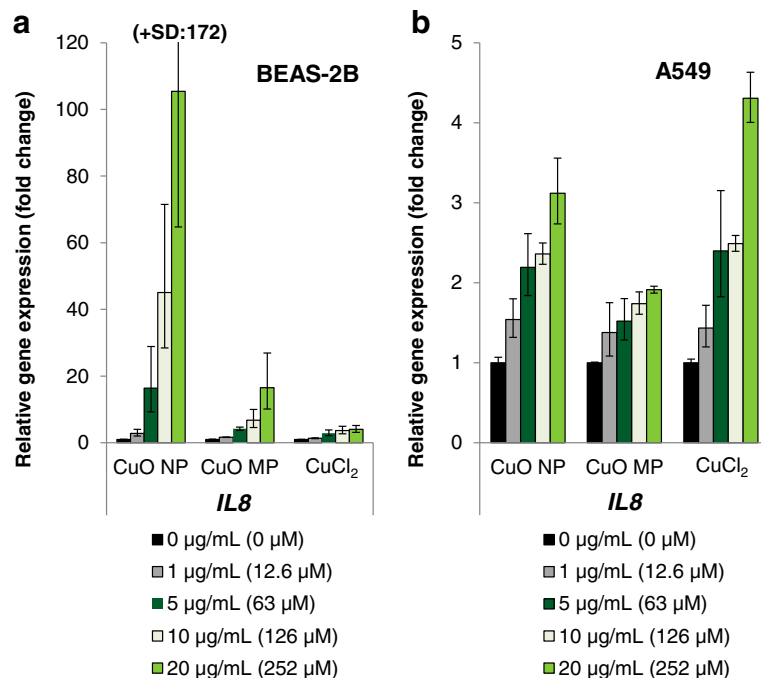 a
(+SD:172)
BEAS-2B
Relative gene expression (fold change)
120
100
80
60
40
20
0
CuO NP CuO MP CuCl₂
IL8
0 µg/mL (0 µM)
1 µg/mL (12.6 µM)
5 µg/mL (63 µM)
10 µg/mL (126 µM)
20 µg/mL (252 µM)
b
A549
Relative gene expression (fold change)
5
4
3
2
1
0
CuO NP CuO MP CuCl₂
IL8
0 µg/mL (0 µM)
1 µg/mL (12.6 µM)
5 µg/mL (63 µM)
10 µg/mL (126 µM)
20 µg/mL (252 µM)